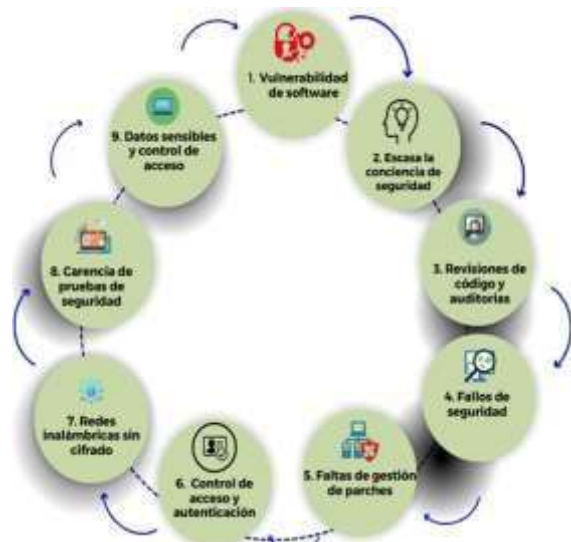 1. Vulnerabilidad
de software
2. Escasa la
conciencia de
seguridad
3. Revisiones de
código y
auditorias
4. Fallos de
seguridad
5. Faltas de gestión
de parches
6. Control de
acceso y
autenticación
7. Redes
inalámbricas sin
cifrado
8. Carencia de
pruebas de
seguridad
9. Datos sensibles
y control de
acceso